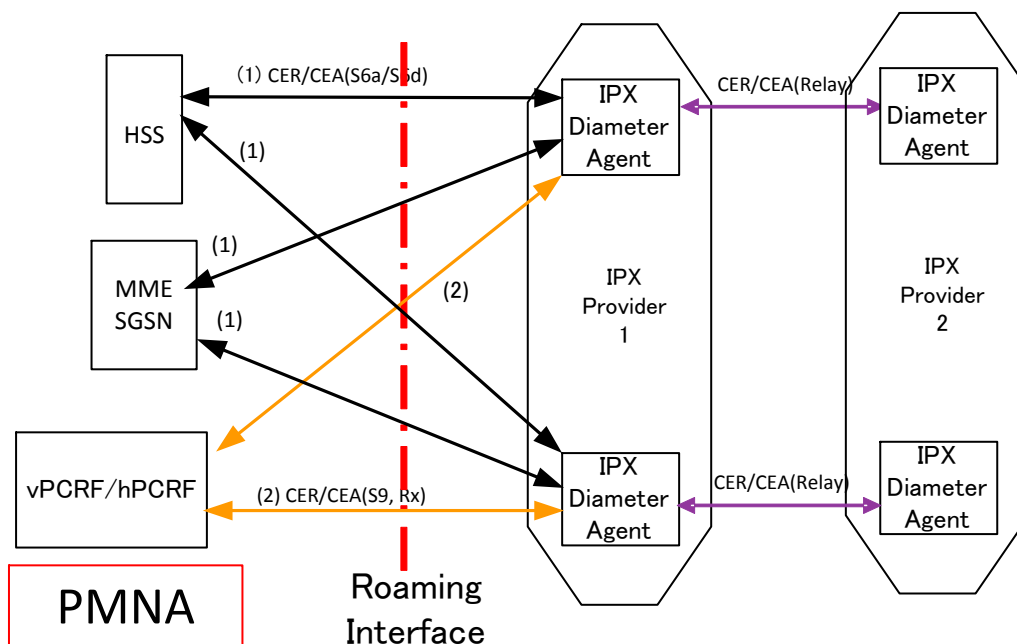 (1) CER/CEA(S6a/S6d)
HSS
(1)
(1)
MME
SGSN
(1)
(2)
vPCRF/hPCRF
(2) CER/CEA(S9, Rx)
PMNA
Roaming
Interface
IPX
Diameter
Agent
IPX
Provider
1
IPX
Diameter
Agent
CER/CEA(Relay)
CER/CEA(Relay)
IPX
Diameter
Agent
IPX
Provider
2
IPX
Diameter
Agent